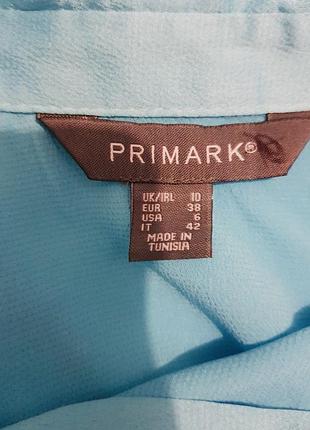 PRIMARK®
UK/IRL 10
EUR 38
USA 6
IT 42
MADE IN
TUNISIA